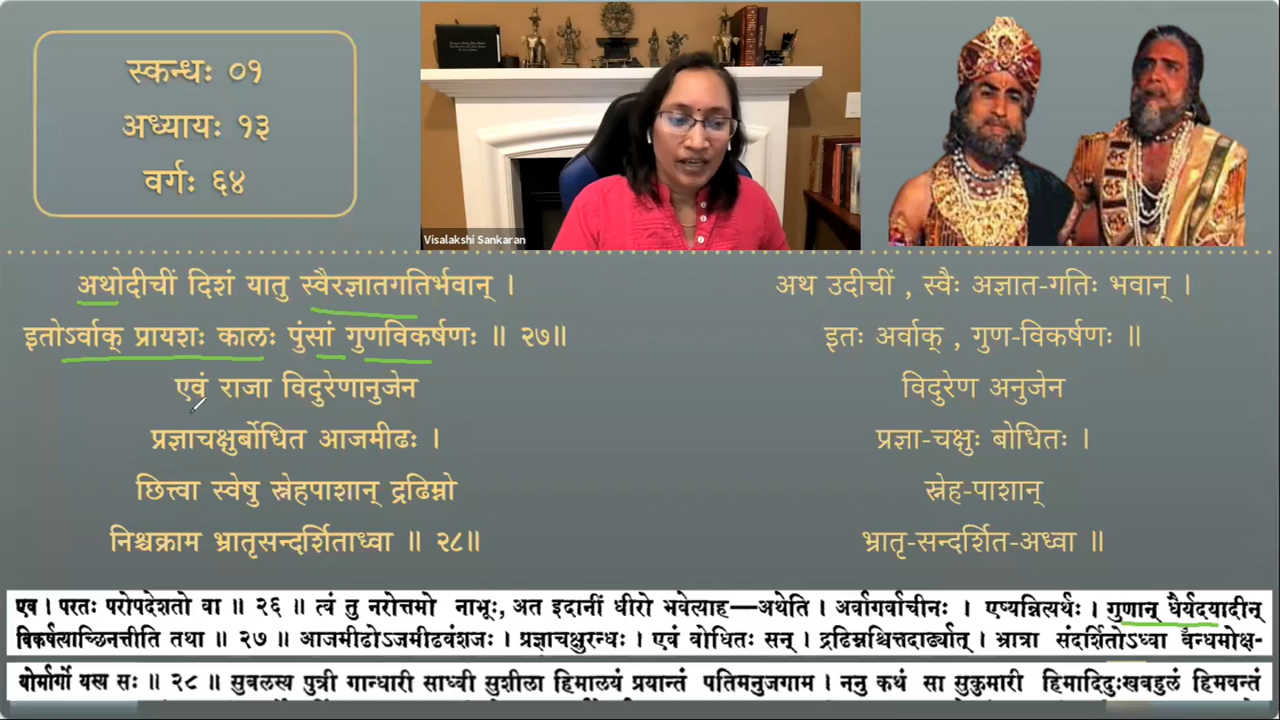 स्कन्धः ०१
अध्यायः १३
वर्गः ६४
Visalakshi Sankaran
अथोदीचीं दिशं यातु स्वैरज्ञातगतिर्भवान् ।
इतोऽर्वाक् प्रायशः कालः पुंसां गुणविकर्षणः ॥ २७॥
एवं राजा विदुरेणानुजेन
प्रज्ञाचक्षुर्बोधित आजमीढः ।
छित्त्वा स्वेषु स्नेहपाशान् द्रढिम्नो
निश्चक्राम भ्रातृसन्दर्शिताध्वा ॥ २८॥
अथ उदीचीं , स्वैः अज्ञात-गतिः भवान् ।
इतः अर्वाक् , गुण-विकर्षणः ॥
विदुरेण अनुजेन
प्रज्ञा-चक्षुः बोधितः ।
स्नेह-पाशान्
भ्रातृ-सन्दर्शित-अध्वा ॥
एव । परतः परोपदेशतो वा ॥ २६ ॥ त्वं तु नरोत्तमो नाभूः, अत इदानीं धीरो भवेत्याह—अथेति । अर्वागर्वाचीनः । एष्यन्नित्यर्थः । गुणान् धैर्यदयादीन्
विकर्षत्याच्छिनत्तीति तथा ॥ २७ ॥ आजमीढोऽजमीढवंशजः । प्रज्ञाचक्षुरन्धः । एवं बोधितः सन् । द्रढिम्नश्चित्तदार्ढ्यात् । भ्रात्रा संदर्शितोऽध्वा बन्धमोक्ष-
योर्मार्गो यस्य सः ॥ २८ ॥ सुबलस्य पुत्री गान्धारी साध्वी सुशीला हिमालयं प्रयान्तं पतिमनुजगाम । ननु कथं सा सुकुमारी हिमादिदुःखबहुलं हिमवन्तं